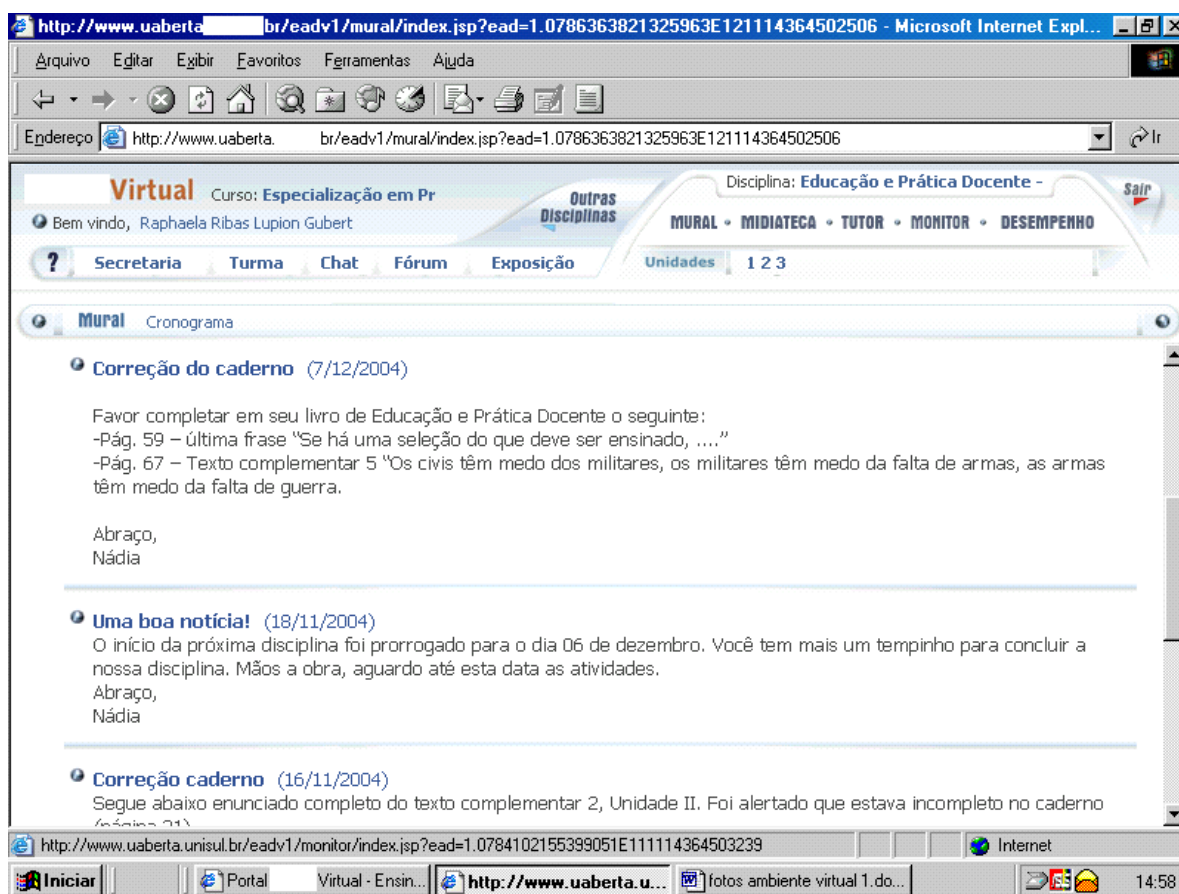 http://www.uaberta br/eadv1/mural/index.jsp?ead=1.0786363821325963E121114364502506 - Microsoft Internet Expl...
Arquivo Editar Exibir Favoritos Ferramentas Ajuda
Endereço http://www.uaberta. br/eadv1/mural/index.jsp?ead=1.0786363821325963E121114364502506 Ir
Virtual Curso: Especialização em Pr Outras Disciplinas Disciplina: Educação e Prática Docente - Sair
Bem vindo, Raphaela Ribas Lupion Gubert MURAL MIDIATECA TUTOR MONITOR DESEMPENHO
? Secretaria Turma Chat Fórum Exposição Unidades 1 2 3
Mural Cronograma
Correção do caderno (7/12/2004)
Favor completar em seu livro de Educação e Prática Docente o seguinte:
-Pág. 59 – última frase "Se há uma seleção do que deve ser ensinado, ...."
-Pág. 67 – Texto complementar 5 "Os civis têm medo dos militares, os militares têm medo da falta de armas, as armas
têm medo da falta de guerra.
Abraço,
Nádia
Uma boa notícia! (18/11/2004)
O início da próxima disciplina foi prorrogado para o dia 06 de dezembro. Você tem mais um tempinho para concluir a
nossa disciplina. Mãos a obra, aguardo até esta data as atividades.
Abraço,
Nádia
Correção caderno (16/11/2004)
Segue abaixo enunciado completo do texto complementar 2, Unidade II. Foi alertado que estava incompleto no caderno
(página 21)
http://www.uaberta.unisul.br/eadv1/monitor/index.jsp?ead=1.0784102155399051E111114364503239 Internet
Iniciar Portal Virtual - Ensin... http://www.uaberta.u... fotos ambiente virtual 1.do... 14:58